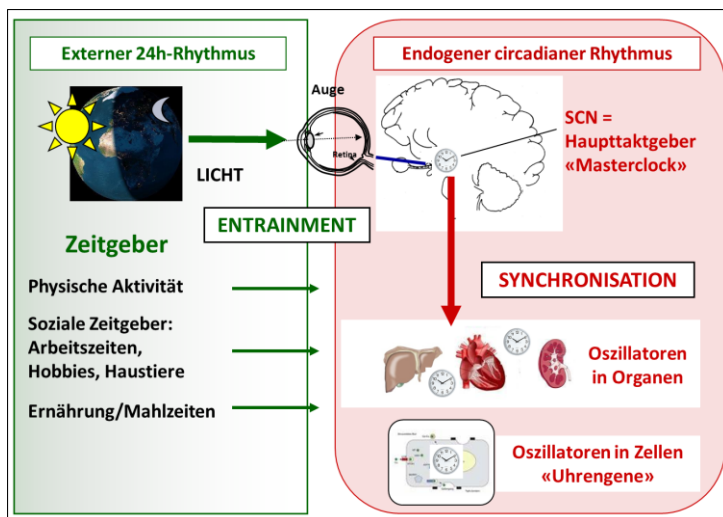 Externer 24h-Rhythmus
Endogener circadianer Rhythmus
Auge
Retina
LICHT
SCN =
Haupttaktgeber
«Masterclock»
ENTRAINMENT
Zeitgeber
SYNCHRONISATION
Physische Aktivität
Soziale Zeitgeber:
Arbeitszeiten,
Hobbies, Haustiere
Ernährung/Mahlzeiten
Oszillatoren
in Organen
Oszillatoren in Zellen
«Uhrengene»